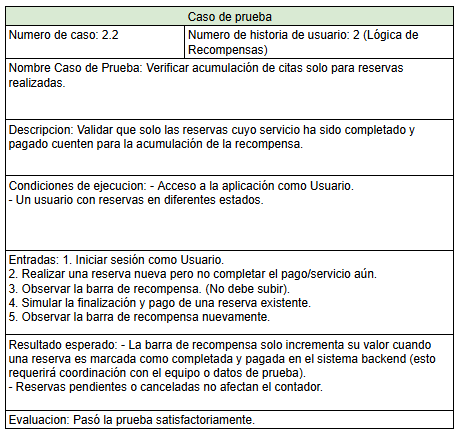 Caso de prueba
Numero de caso: 2.2
Numero de historia de usuario: 2 (Lógica de
Recompensas)
Nombre Caso de Prueba: Verificar acumulación de citas solo para reservas
realizadas.
Descripcion: Validar que solo las reservas cuyo servicio ha sido completado y
pagado cuenten para la acumulación de la recompensa.
Condiciones de ejecucion: - Acceso a la aplicación como Usuario.
- Un usuario con reservas en diferentes estados.
Entradas: 1. Iniciar sesión como Usuario.
2. Realizar una reserva nueva pero no completar el pago/servicio aún.
3. Observar la barra de recompensa. (No debe subir).
4. Simular la finalización y pago de una reserva existente.
5. Observar la barra de recompensa nuevamente.
Resultado esperado: - La barra de recompensa solo incrementa su valor cuando
una reserva es marcada como completada y pagada en el sistema backend (esto
requerirá coordinación con el equipo o datos de prueba).
- Reservas pendientes o canceladas no afectan el contador.
Evaluacion: Pasó la prueba satisfactoriamente.